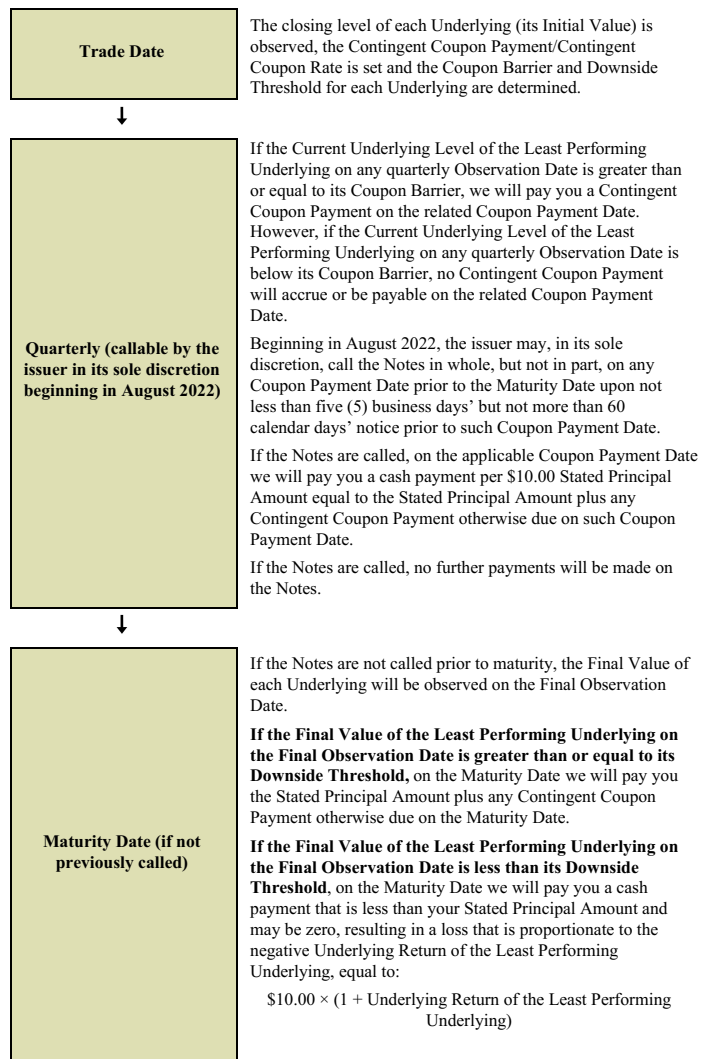 Trade Date
The closing level of each Underlying (its Initial Value) is
observed, the Contingent Coupon Payment/Contingent
Coupon Rate is set and the Coupon Barrier and Downside
Threshold for each Underlying are determined.
Quarterly (callable by the
issuer in its sole discretion
beginning in August 2022)
If the Current Underlying Level of the Least Performing
Underlying on any quarterly Observation Date is greater than
or equal to its Coupon Barrier, we will pay you a Contingent
Coupon Payment on the related Coupon Payment Date.
However, if the Current Underlying Level of the Least
Performing Underlying on any quarterly Observation Date is
below its Coupon Barrier, no Contingent Coupon Payment
will accrue or be payable on the related Coupon Payment
Date.
Beginning in August 2022, the issuer may, in its sole
discretion, call the Notes in whole, but not in part, on any
Coupon Payment Date prior to the Maturity Date upon not
less than five (5) business days’ but not more than 60
calendar days’ notice prior to such Coupon Payment Date.
If the Notes are called, on the applicable Coupon Payment Date
we will pay you a cash payment per $10.00 Stated Principal
Amount equal to the Stated Principal Amount plus any
Contingent Coupon Payment otherwise due on such Coupon
Payment Date.
If the Notes are called, no further payments will be made on
the Notes.
Maturity Date (if not
previously called)
If the Notes are not called prior to maturity, the Final Value of
each Underlying will be observed on the Final Observation
Date.
If the Final Value of the Least Performing Underlying on
the Final Observation Date is greater than or equal to its
Downside Threshold, on the Maturity Date we will pay you
the Stated Principal Amount plus any Contingent Coupon
Payment otherwise due on the Maturity Date.
If the Final Value of the Least Performing Underlying on
the Final Observation Date is less than its Downside
Threshold, on the Maturity Date we will pay you a cash
payment that is less than your Stated Principal Amount and
may be zero, resulting in a loss that is proportionate to the
negative Underlying Return of the Least Performing
Underlying, equal to:
$10.00 × (1 + Underlying Return of the Least Performing
Underlying)